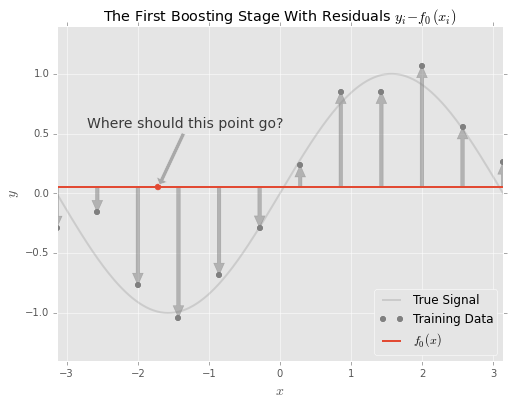 The First Boosting Stage With Residuals y_i − f_0(x_i)
1.0
0.5
0.0
−0.5
−1.0
y
Where should this point go?
True Signal
Training Data
f_0(x)
−3 −2 −1 0 1 2 3
x